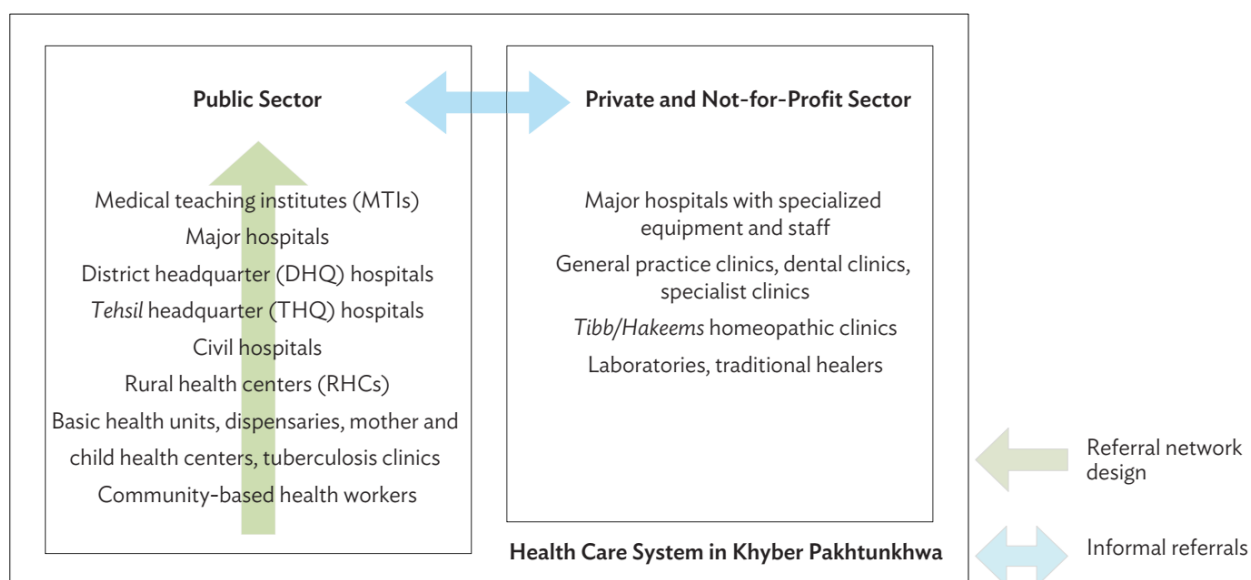 Public Sector
Medical teaching institutes (MTIs)
Major hospitals
District headquarter (DHQ) hospitals
Tehsil headquarter (THQ) hospitals
Civil hospitals
Rural health centers (RHCs)
Basic health units, dispensaries, mother and
child health centers, tuberculosis clinics
Community-based health workers
Private and Not-for-Profit Sector
Major hospitals with specialized
equipment and staff
General practice clinics, dental clinics,
specialist clinics
Tibb/Hakeems homeopathic clinics
Laboratories, traditional healers
Health Care System in Khyber Pakhtunkhwa
Referral network
design
Informal referrals